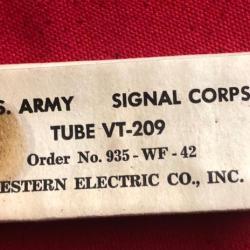 S. ARMY SIGNAL CORPS
TUBE VT-209
Order No. 935-WF-42
ESTERN ELECTRIC CO., INC.